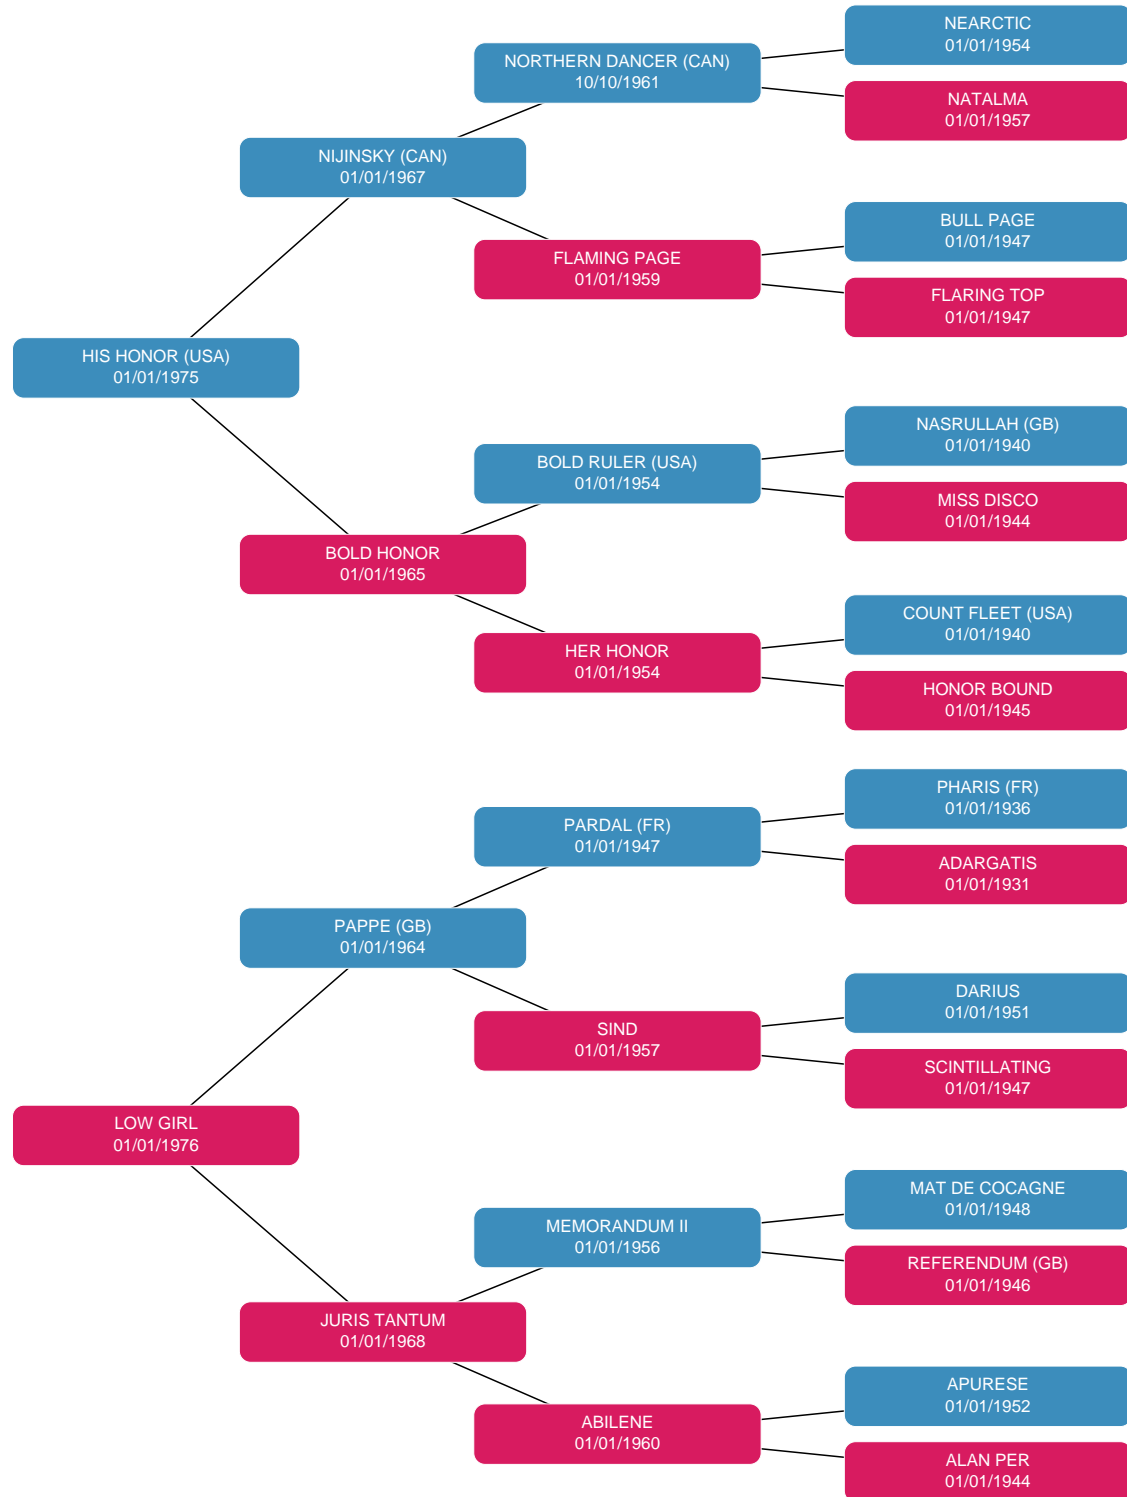 NEARCTIC
01/01/1954
NORTHERN DANCER (CAN)
10/10/1961
NATALMA
01/01/1957
NIJINSKY (CAN)
01/01/1967
BULL PAGE
01/01/1947
FLAMING PAGE
01/01/1959
FLARING TOP
01/01/1947
HIS HONOR (USA)
01/01/1975
NASRULLAH (GB)
01/01/1940
BOLD RULER (USA)
01/01/1954
MISS DISCO
01/01/1944
BOLD HONOR
01/01/1965
COUNT FLEET (USA)
01/01/1940
HER HONOR
01/01/1954
HONOR BOUND
01/01/1945
PHARIS (FR)
01/01/1936
PARDAL (FR)
01/01/1947
ADARGATIS
01/01/1931
PAPPE (GB)
01/01/1964
DARIUS
01/01/1951
SIND
01/01/1957
SCINTILLATING
01/01/1947
LOW GIRL
01/01/1976
MAT DE COCAGNE
01/01/1948
MEMORANDUM II
01/01/1956
REFERENDUM (GB)
01/01/1946
JURIS TANTUM
01/01/1968
APURESE
01/01/1952
ABILENE
01/01/1960
ALAN PER
01/01/1944